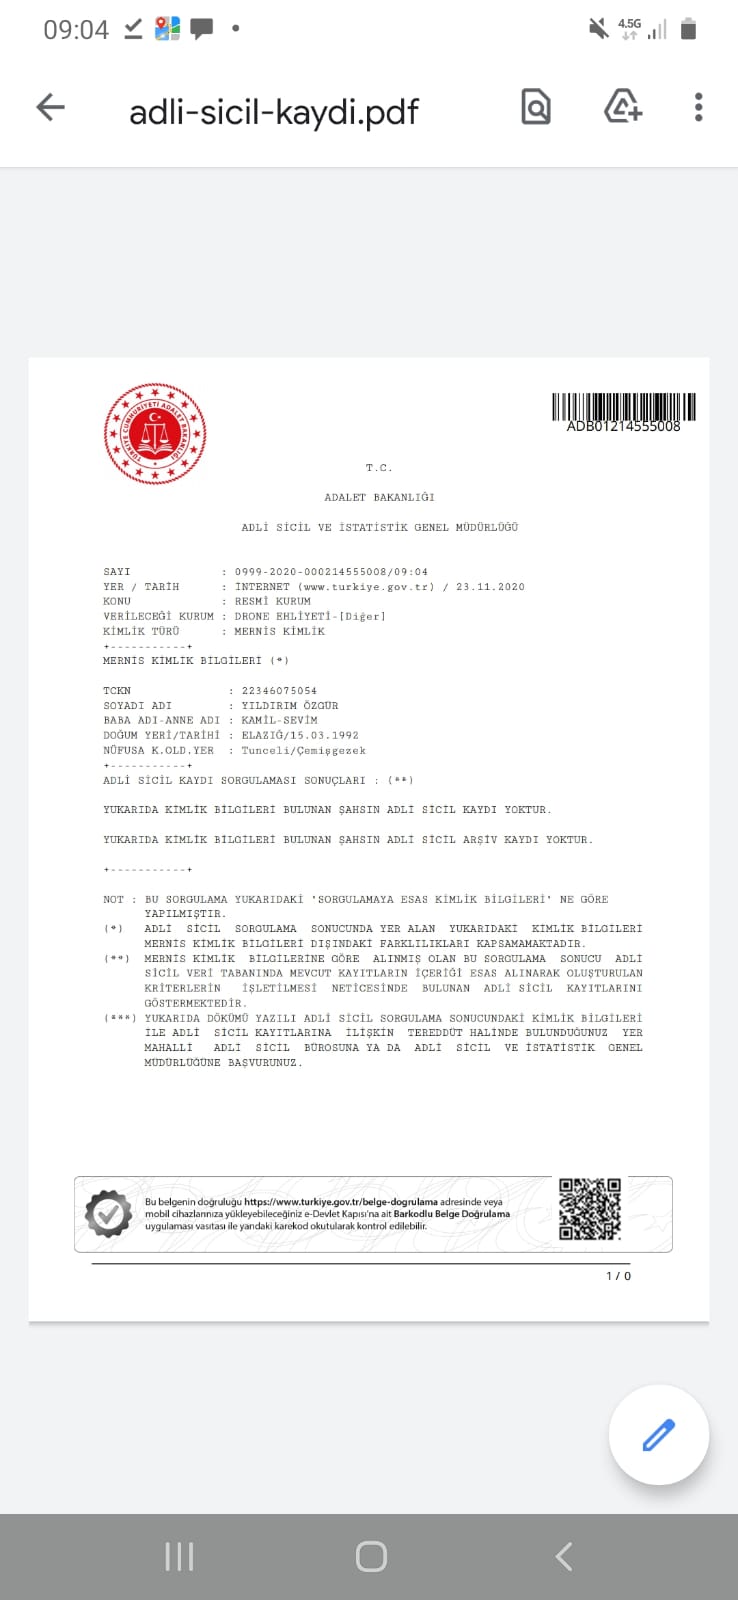 09:04
4.5G
adli-sicil-kaydi.pdf
TÜRKİYE CUMHURİYETİ ADALET BAKANLIĞI
ADB01214555008
T.C.
ADALET BAKANLIĞI
ADLİ SİCİL VE İSTATİSTİK GENEL MÜDÜRLÜĞÜ
SAYI : 0999-2020-000214555008/09:04
YER / TARİH : İNTERNET (www.turkiye.gov.tr) / 23.11.2020
KONU : RESMİ KURUM
VERİLECEĞİ KURUM : DRONE EHLİYETİ-[Diğer]
KİMLİK TÜRÜ : MERNİS KİMLİK
+-----------+
MERNİS KİMLİK BİLGİLERİ (*)
TCKN : 22346075054
SOYADI ADI : YILDIRIM ÖZGÜR
BABA ADI-ANNE ADI : KAMİL-SEVİM
DOĞUM YERİ/TARİHİ : ELAZIĞ/15.03.1992
NÜFUSA K.OLD.YER : Tunceli/Çemişgezek
+-----------+
ADLİ SİCİL KAYDI SORGULAMASI SONUÇLARI : (**)
YUKARIDA KİMLİK BİLGİLERİ BULUNAN ŞAHSIN ADLİ SİCİL KAYDI YOKTUR.
YUKARIDA KİMLİK BİLGİLERİ BULUNAN ŞAHSIN ADLİ SİCİL ARŞİV KAYDI YOKTUR.
+-----------+
NOT : BU SORGULAMA YUKARIDAKİ 'SORGULAMAYA ESAS KİMLİK BİLGİLERİ' NE GÖRE
YAPILMIŞTIR.
(*) ADLİ SİCİL SORGULAMA SONUCUNDA YER ALAN YUKARIDAKİ KİMLİK BİLGİLERİ
MERNİS KİMLİK BİLGİLERİ DIŞINDAKİ FARKLILIKLARI KAPSAMAMAKTADIR.
(**) MERNİS KİMLİK BİLGİLERİNE GÖRE ALINMIŞ OLAN BU SORGULAMA SONUCU ADLİ
SİCİL VERİ TABANINDA MEVCUT KAYITLARIN İÇERİĞİ ESAS ALINARAK OLUŞTURULAN
KRİTERLERİN İŞLETİLMESİ NETİCESİNDE BULUNAN ADLİ SİCİL KAYITLARINI
GÖSTERMEKTEDİR.
(***) YUKARIDA DÖKÜMÜ YAZILI ADLİ SİCİL SORGULAMA SONUCUNDAKİ KİMLİK BİLGİLERİ
İLE ADLİ SİCİL KAYITLARINA İLİŞKİN TEREDDÜT HALİNDE BULUNDUĞUNUZ YER
MAHALLİ ADLİ SİCİL BÜROSUNA YA DA ADLİ SİCİL VE İSTATİSTİK GENEL
MÜDÜRLÜĞÜNE BAŞVURUNUZ.
Bu belgenin doğruluğu https://www.turkiye.gov.tr/belge-dogrulama adresinde veya
mobil cihazlarınıza yükleyebileceğiniz e-Devlet Kapısı'na ait Barkodlu Belge Doğrulama
uygulaması vasıtası ile yandaki karekod okutularak kontrol edilebilir.
1 / 0